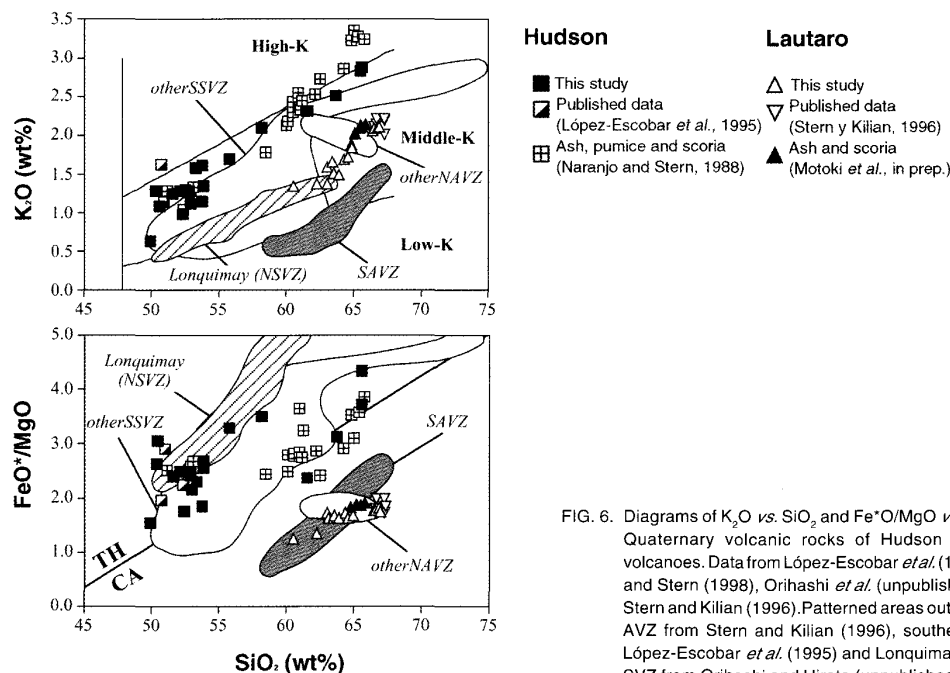 3.5
3.0
2.5
2.0
1.5
1.0
0.5
0.0
K₂O (wt%)
High-K
otherSSVZ
Middle-K
otherNAVZ
Low-K
Lonquimay (NSVZ)
SAVZ
45
50
55
60
65
70
75
5.0
4.0
3.0
2.0
1.0
0.0
FeO*/MgO
Lonquimay
(NSVZ)
otherSSVZ
SAVZ
otherNAVZ
TH
CA
45
50
55
60
65
70
75
SiO₂ (wt%)
Hudson
This study
Published data
(López-Escobar et al., 1995)
Ash, pumice and scoria
(Naranjo and Stern, 1988)
Lautaro
This study
Published data
(Stern y Kilian, 1996)
Ash and scoria
(Motoki et al., in prep.)
FIG. 6. Diagrams of K₂O vs. SiO₂ and Fe*O/MgO
Quaternary volcanic rocks of Hudson
volcanoes. Data from López-Escobar et al. (1
and Stern (1998), Orihashi et al. (unpublish
Stern and Kilian (1996). Patterned areas out
AVZ from Stern and Kilian (1996), southe
López-Escobar et al. (1995) and Lonquima